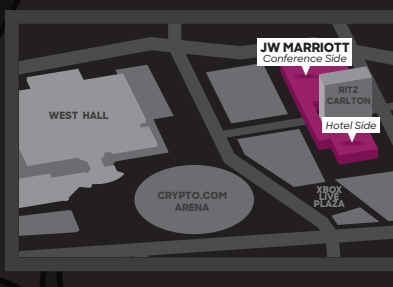 JW MARRIOTT
Conference Side
RITZ
CARLTON
WEST HALL
Hotel Side
CRYPTO.COM
ARENA
XBOX
LIVE
PLAZA